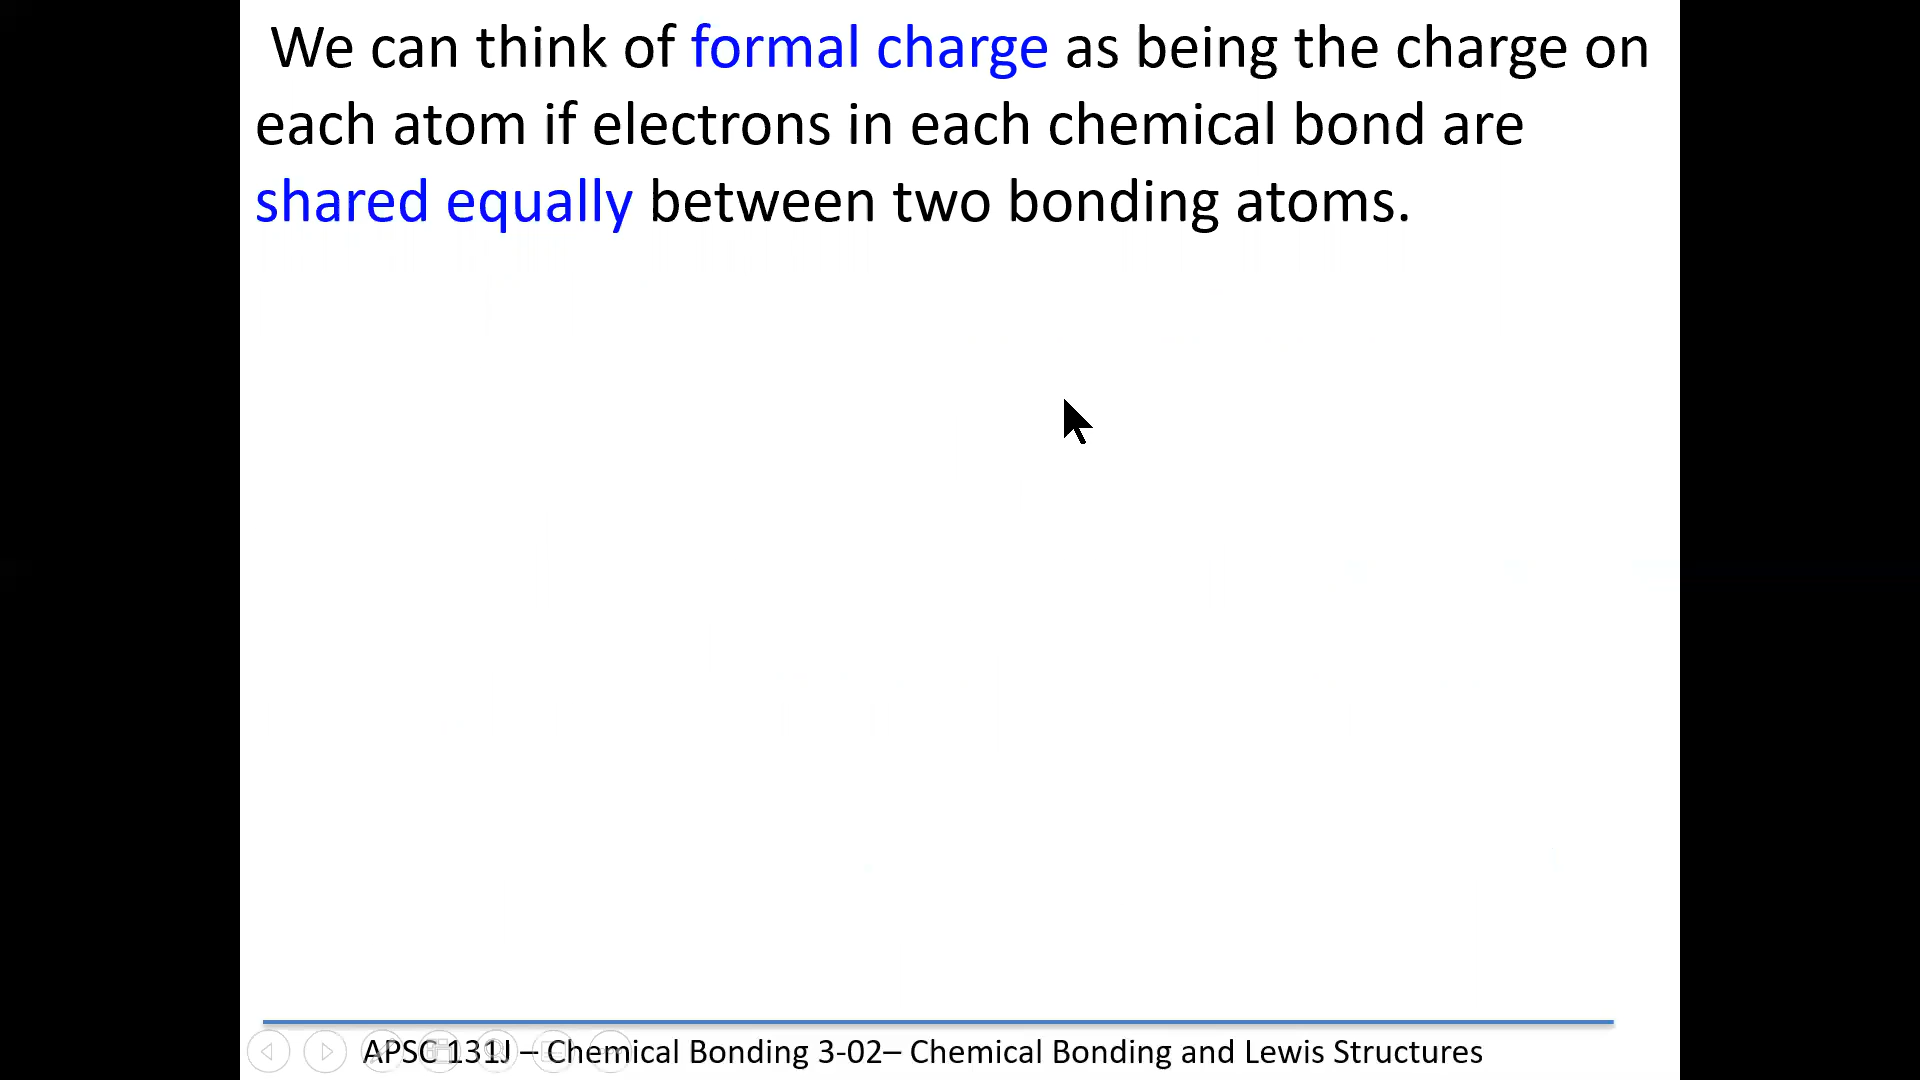 We can think of formal charge as being the charge on
each atom if electrons in each chemical bond are
shared equally between two bonding atoms.
APSC 131J – Chemical Bonding 3-02– Chemical Bonding and Lewis Structures